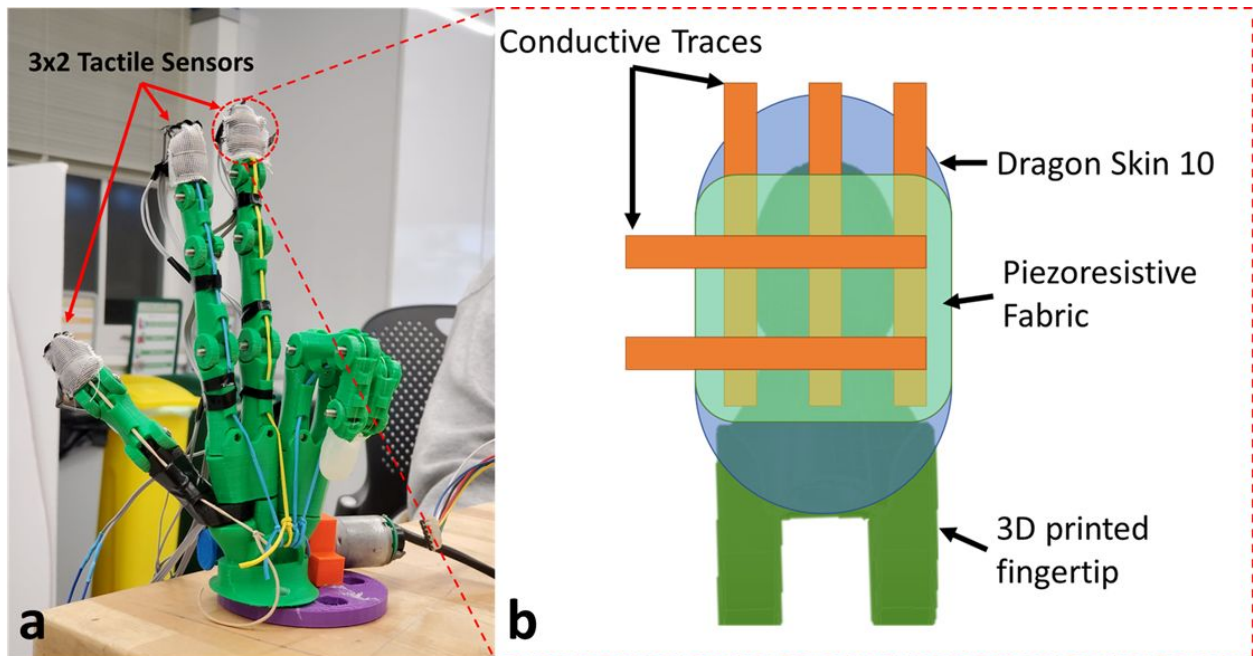 3x2 Tactile Sensors
a
Conductive Traces
Dragon Skin 10
Piezoresistive
Fabric
3D printed
fingertip
b